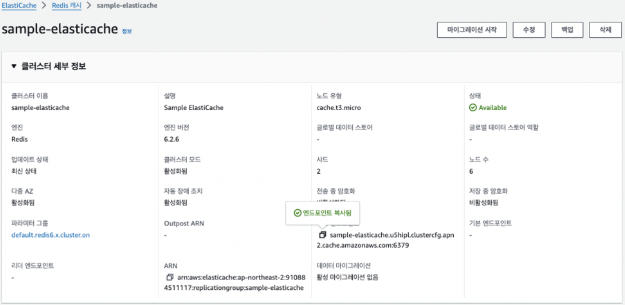 ElastiCache > Redis 캐시 > sample-elasticache
sample-elasticache 정보
마이그레이션 시작 수정 백업 삭제
▼ 클러스터 세부 정보
클러스터 이름 설명 노드 유형 상태
sample-elasticache Sample ElastiCache cache.t3.micro Available
엔진 엔진 버전 글로벌 데이터 스토어 글로벌 데이터 스토어 역할
Redis 6.2.6 - -
업데이트 상태 클러스터 모드 샤드 노드 수
최신 상태 활성화됨 2 6
다중 AZ 자동 장애 조치 전송 중 암호화 저장 중 암호화
활성화됨 활성화됨 비활성화됨
엔드포인트 복사됨
파라미터 그룹 Outpost ARN 기본 엔드포인트
default.redis6.x.cluster.on - sample-elasticache.u5hipl.clustercfg.apn -
2.cache.amazonaws.com:6379
리더 엔드포인트 ARN 데이터 마이그레이션
- arn:aws:elasticache:ap-northeast-2:91088 활성 마이그레이션 없음
4511117:replicationgroup:sample-elasticache